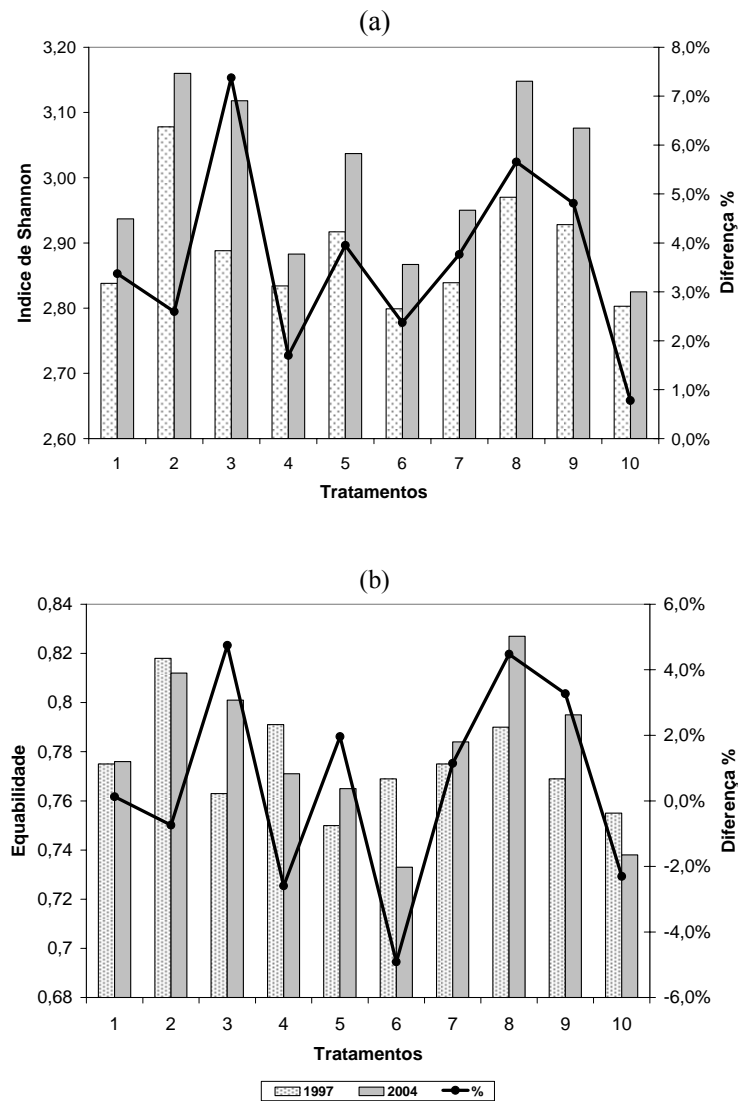 (a)
3,20
3,10
3,00
2,90
2,80
2,70
2,60
Indice de Shannon
8,0%
7,0%
6,0%
5,0%
4,0%
3,0%
2,0%
1,0%
0,0%
Diferença %
1 2 3 4 5 6 7 8 9 10
Tratamentos
(b)
0,84
0,82
0,8
0,78
0,76
0,74
0,72
0,7
0,68
Equabilidade
6,0%
4,0%
2,0%
0,0%
-2,0%
-4,0%
-6,0%
Diferença %
1 2 3 4 5 6 7 8 9 10
Tratamentos
1997 2004 %